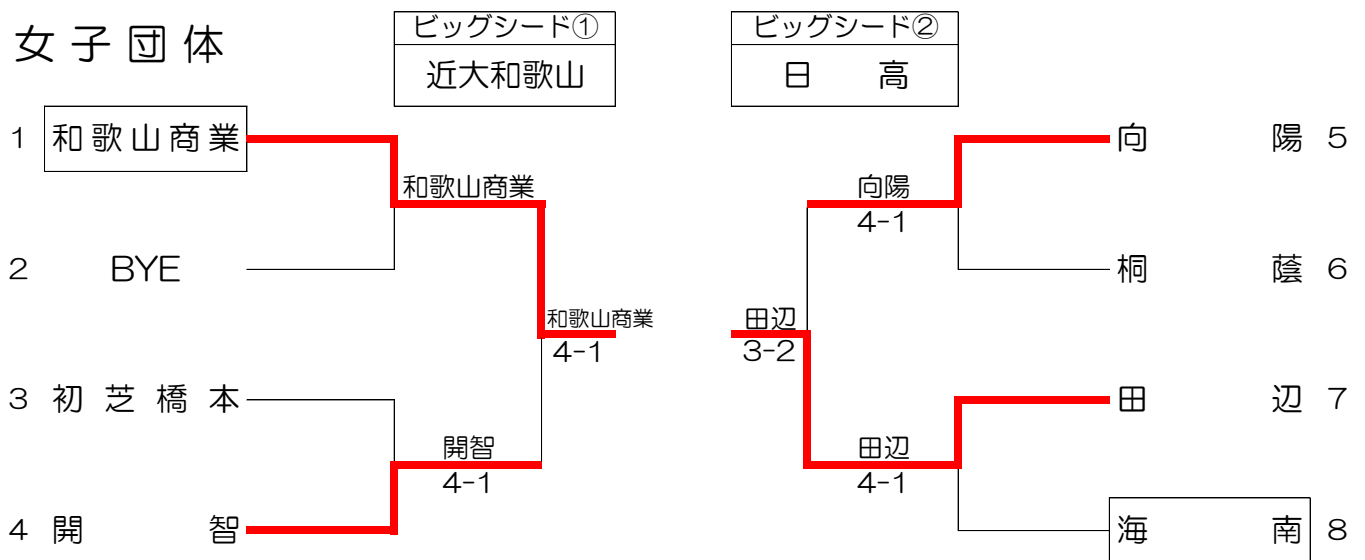 女子団体
ビッグシード①
近大和歌山
ビッグシード②
日 高
1 和歌山商業
向 陽 5
和歌山商業
向陽
4-1
2 BYE
桐 蔭 6
和歌山商業
4-1
田辺
3-2
3 初芝橋本
田 辺 7
開智
4-1
田辺
4-1
4 開 智
海 南 8